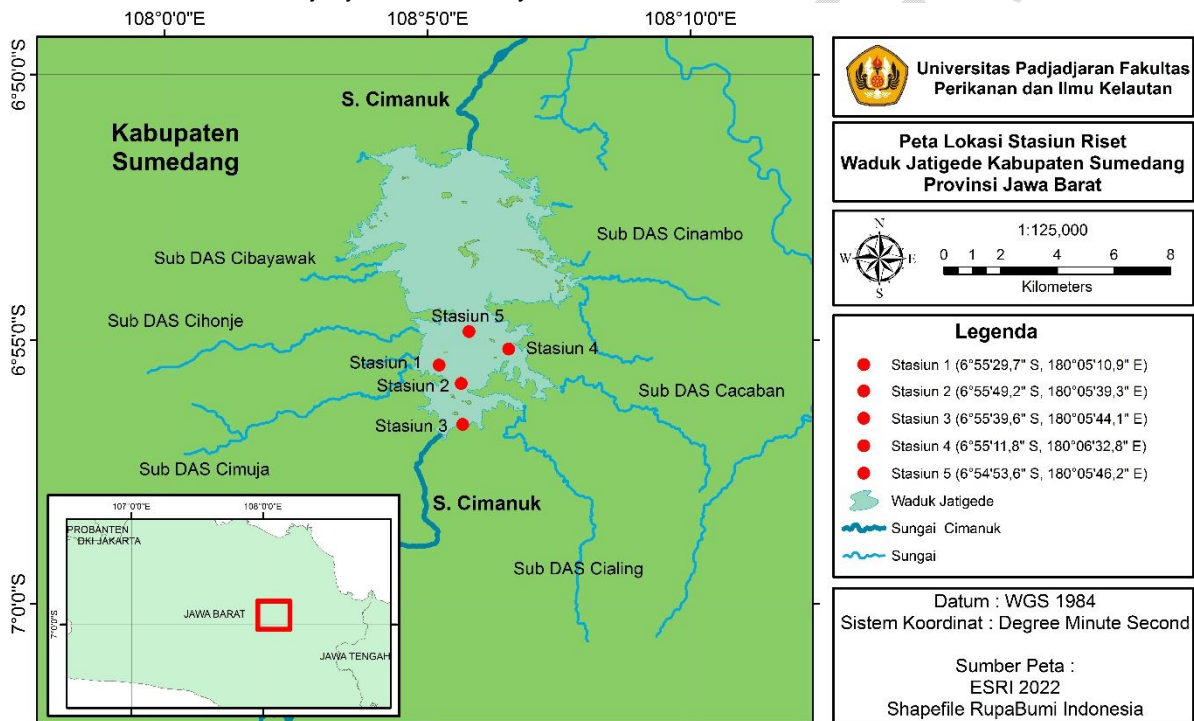 108°0'0"E 108°5'0"E 108°10'0"E
6°50'0"S
6°55'0"S
7°0'0"S
S. Cimanuk
Kabupaten
Sumedang
Sub DAS Cinambo
Sub DAS Cibayawak
Sub DAS Cihonje
Stasiun 5
Stasiun 4
Stasiun 1
Stasiun 2
Sub DAS Cacaban
Stasiun 3
Sub DAS Cimuja
S. Cimanuk
Sub DAS Cialing
107°0'0"E 108°0'0"E
PROBANTEN
DKI JAKARTA
JAWA BARAT
7°0'0"S
JAWA TENGAH
Universitas Padjadjaran Fakultas
Perikanan dan Ilmu Kelautan
Peta Lokasi Stasiun Riset
Waduk Jatigede Kabupaten Sumedang
Provinsi Jawa Barat
N
W E
S
1:125,000
0 1 2 4 6 8
Kilometers
Legenda
Stasiun 1 (6°55'29,7" S, 180°05'10,9" E)
Stasiun 2 (6°55'49,2" S, 180°05'39,3" E)
Stasiun 3 (6°55'39,6" S, 180°05'44,1" E)
Stasiun 4 (6°55'11,8" S, 180°06'32,8" E)
Stasiun 5 (6°54'53,6" S, 180°05'46,2" E)
Waduk Jatigede
Sungai Cimanuk
Sungai
Datum : WGS 1984
Sistem Koordinat : Degree Minute Second
Sumber Peta :
ESRI 2022
Shapefile RupaBumi Indonesia